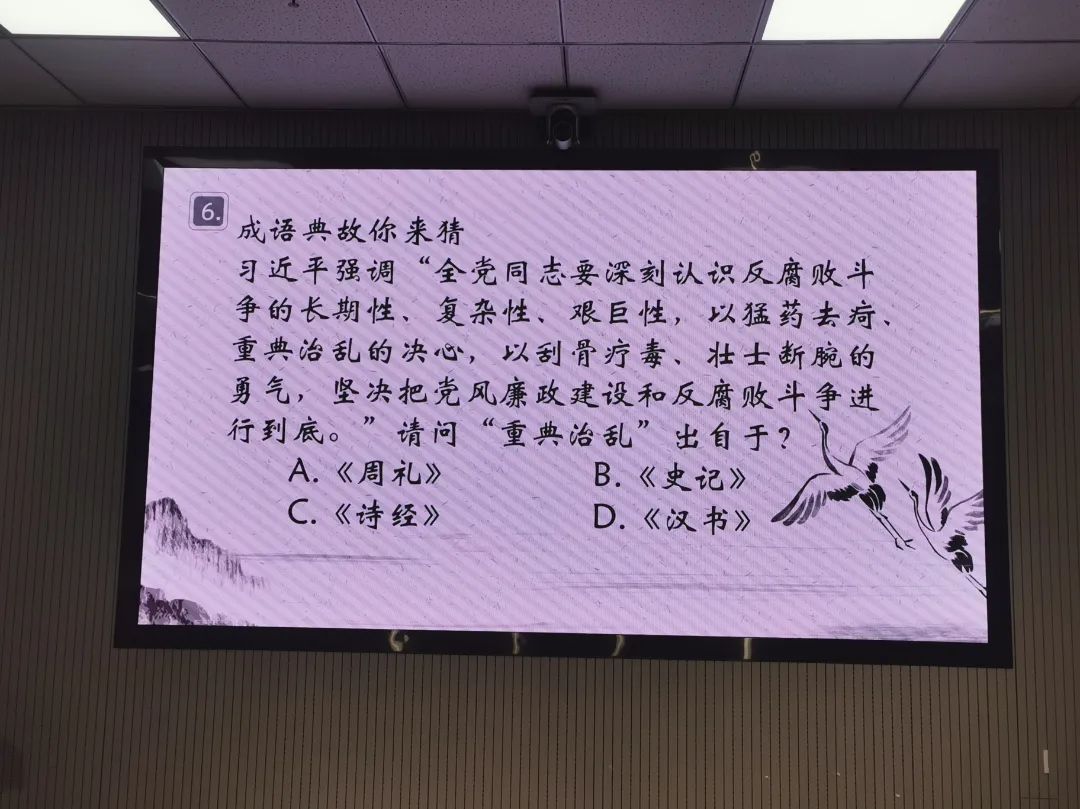 6.
成语典故你来猜
习近平强调“全党同志要深刻认识反腐败斗
争的长期性、复杂性、艰巨性，以猛药去疴、
重典治乱的决心，以刮骨疗毒、壮士断腕的
勇气，坚决把党风廉政建设和反腐败斗争进
行到底。”请问“重典治乱”出自于？
A.《周礼》 B.《史记》
C.《诗经》 D.《汉书》